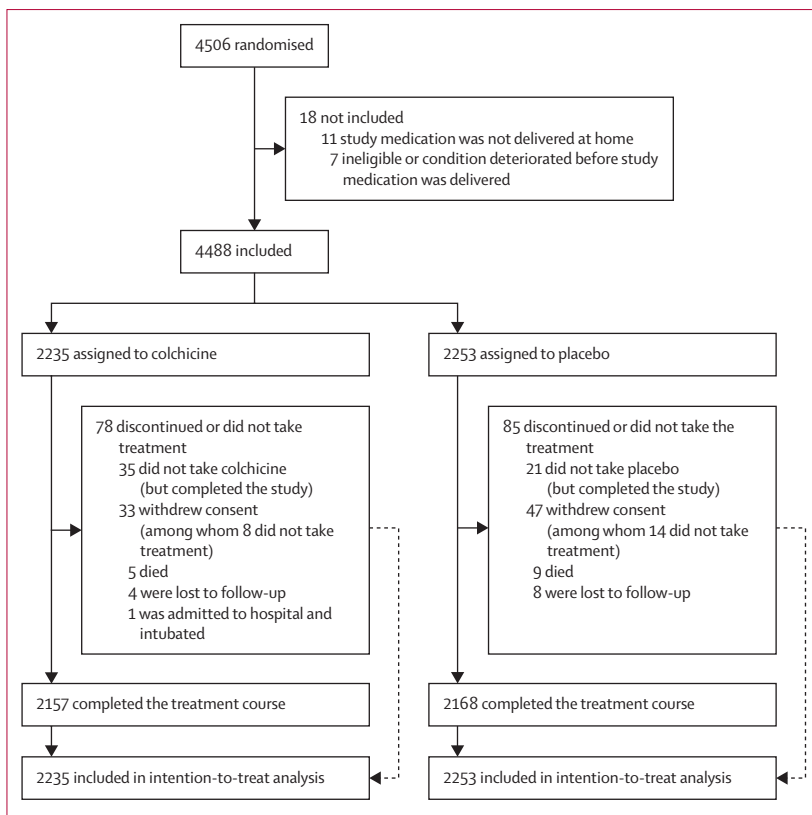 4506 randomised
18 not included
11 study medication was not delivered at home
7 ineligible or condition deteriorated before study
medication was delivered
4488 included
2235 assigned to colchicine
2253 assigned to placebo
78 discontinued or did not take
treatment
35 did not take colchicine
(but completed the study)
33 withdrew consent
(among whom 8 did not take
treatment)
5 died
4 were lost to follow-up
1 was admitted to hospital and
intubated
85 discontinued or did not take the
treatment
21 did not take placebo
(but completed the study)
47 withdrew consent
(among whom 14 did not take
treatment)
9 died
8 were lost to follow-up
2157 completed the treatment course
2168 completed the treatment course
2235 included in intention-to-treat analysis
2253 included in intention-to-treat analysis